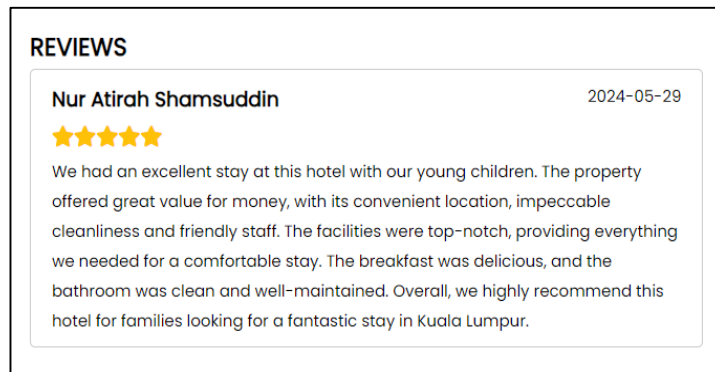 REVIEWS
Nur Atirah Shamsuddin 2024-05-29
We had an excellent stay at this hotel with our young children. The property
offered great value for money, with its convenient location, impeccable
cleanliness and friendly staff. The facilities were top-notch, providing everything
we needed for a comfortable stay. The breakfast was delicious, and the
bathroom was clean and well-maintained. Overall, we highly recommend this
hotel for families looking for a fantastic stay in Kuala Lumpur.